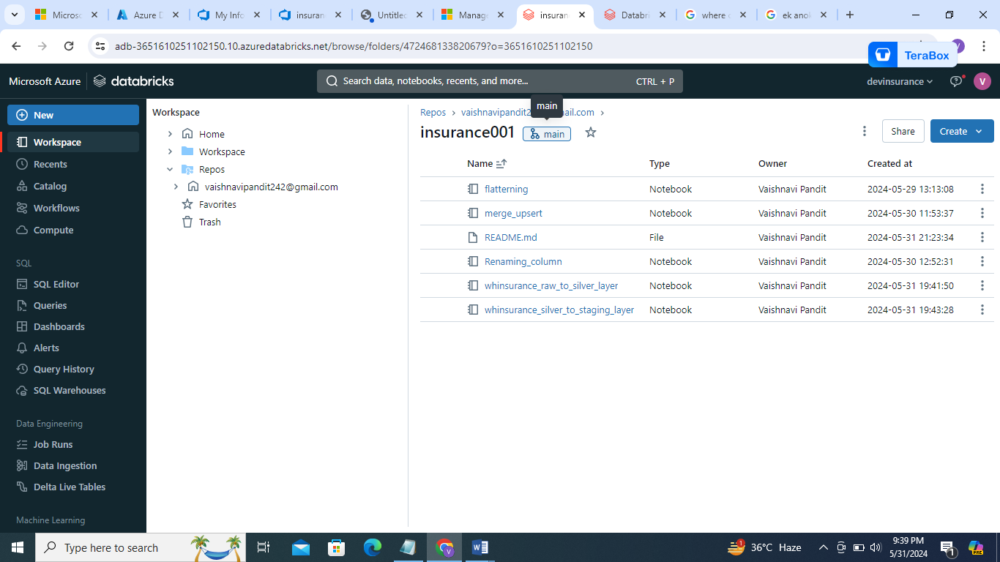 Microso
Azure D
My Info
insuran
Untitled
Manage
insuran
Databri
where c
ek anok
adb-3651610251102150.10.azuredatabricks.net/browse/folders/472468133820679?o=3651610251102150
TeraBox
Microsoft Azure databricks
Search data, notebooks, recents, and more... CTRL + P
devinsurance
V
New
Workspace
Recents
Catalog
Workflows
Compute
SQL
SQL Editor
Queries
Dashboards
Alerts
Query History
SQL Warehouses
Data Engineering
Job Runs
Data Ingestion
Delta Live Tables
Machine Learning
Workspace
Home
Workspace
Repos
vaishnavipandit242@gmail.com
Favorites
Trash
main
Repos › vaishnavipandit2 ail.com ›
insurance001 main
Share
Create
Name Type Owner Created at
flatterning Notebook Vaishnavi Pandit 2024-05-29 13:13:08
merge_upsert Notebook Vaishnavi Pandit 2024-05-30 11:53:37
README.md File Vaishnavi Pandit 2024-05-31 21:23:34
Renaming_column Notebook Vaishnavi Pandit 2024-05-30 12:52:31
whinsurance_raw_to_silver_layer Notebook Vaishnavi Pandit 2024-05-31 19:41:50
whinsurance_silver_to_staging_layer Notebook Vaishnavi Pandit 2024-05-31 19:43:28
Type here to search
36°C Haze
9:39 PM
5/31/2024